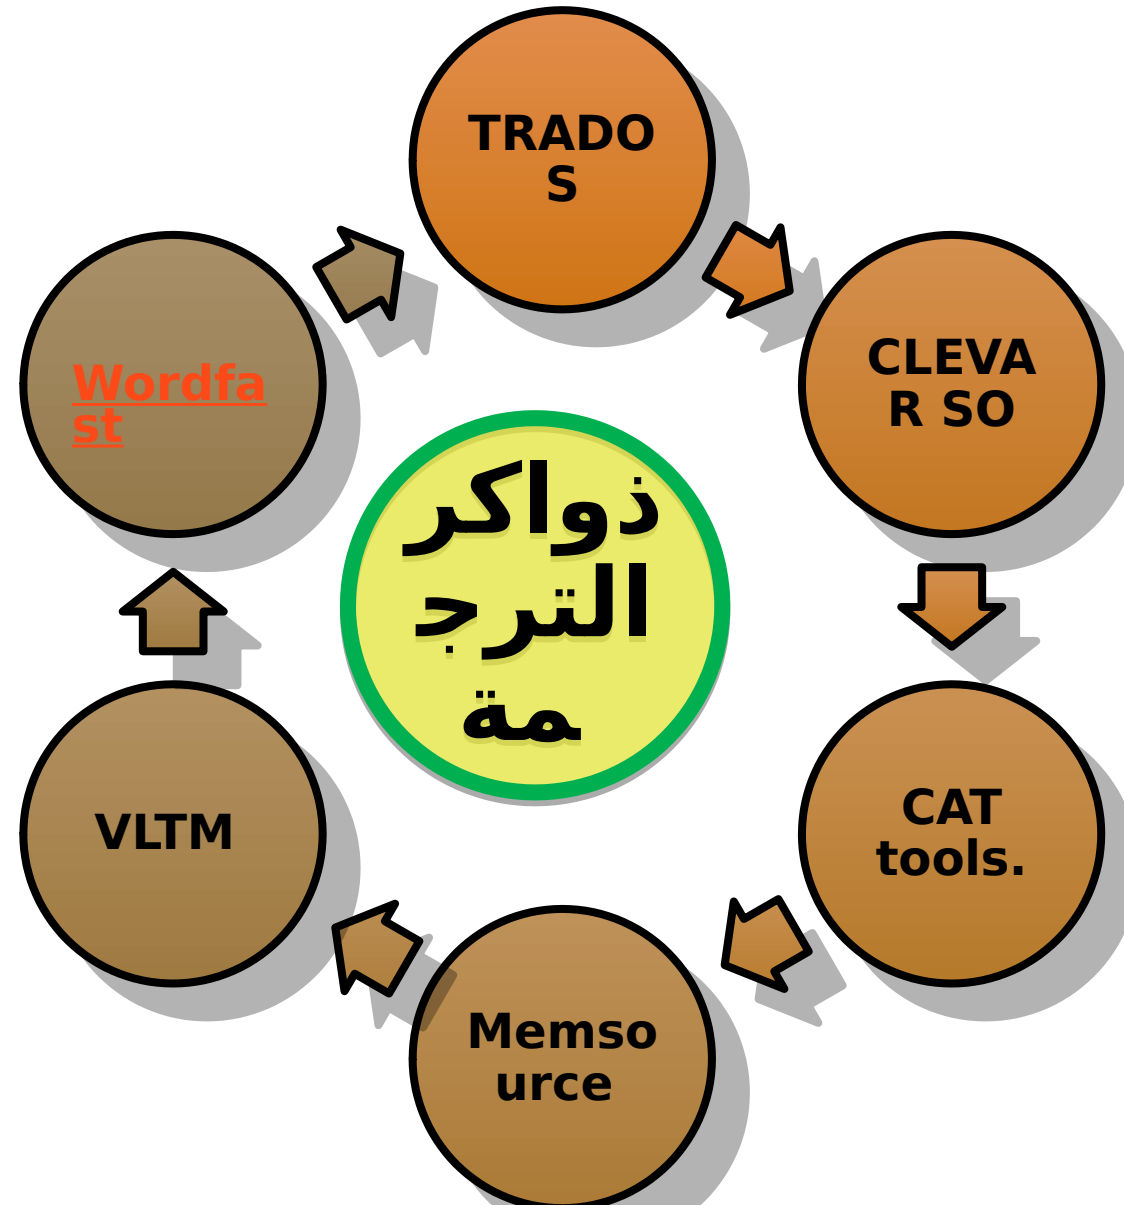 TRADO
S
CLEVA
R SO
CAT
tools.
Memso
urce
VLTM
Wordfa
st
ذواكر
الترج
مة